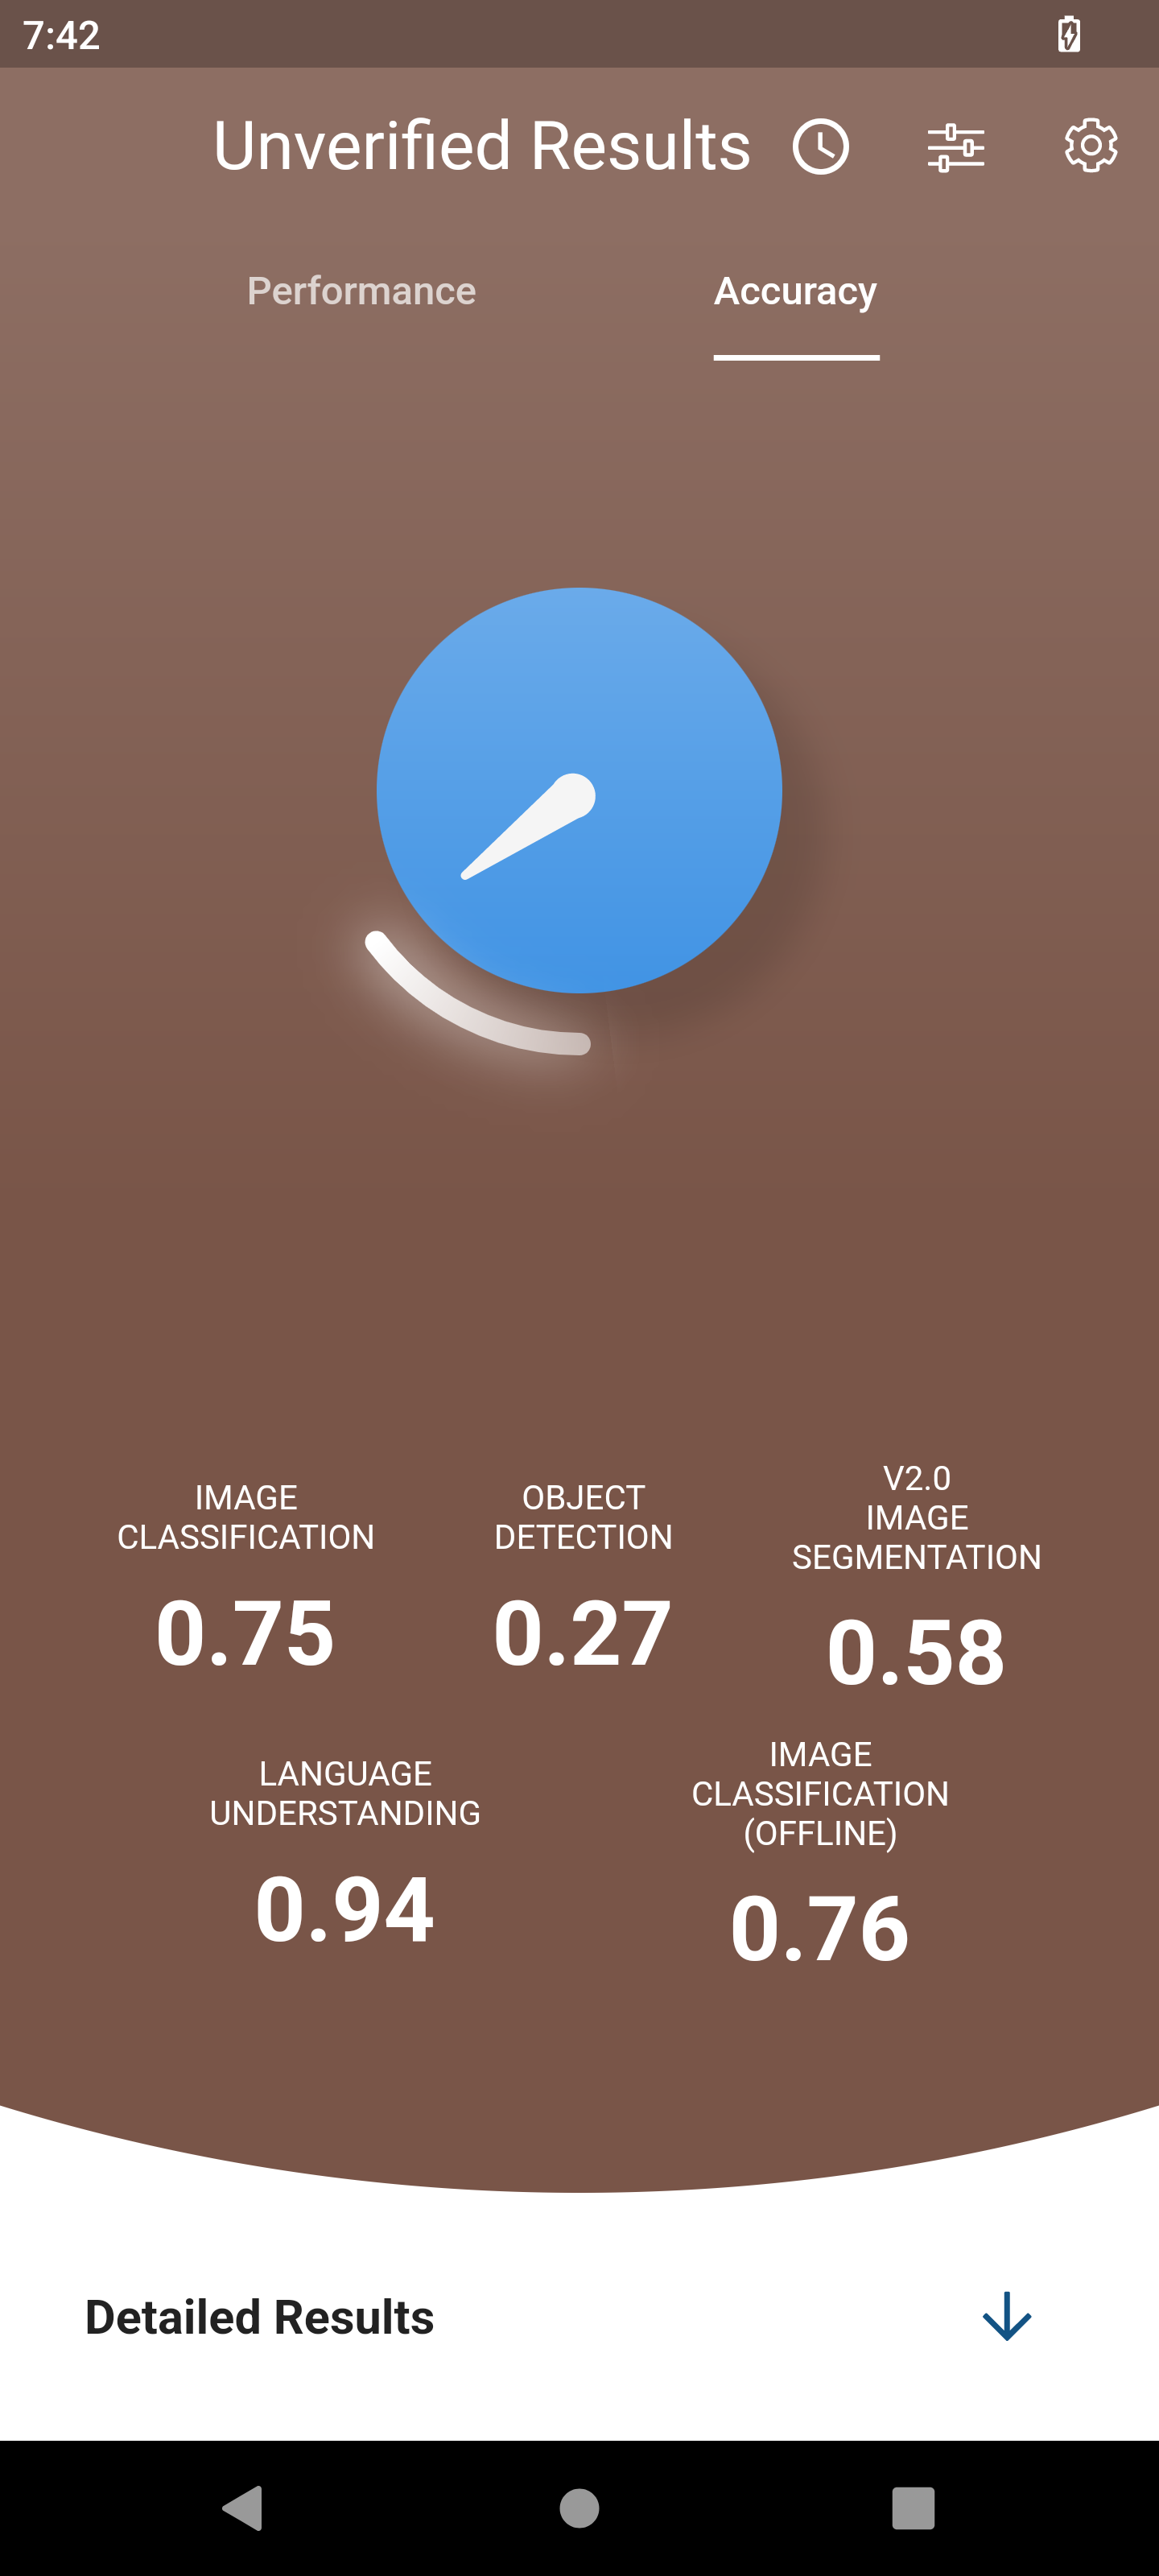 7:42
Unverified Results
Performance
Accuracy
IMAGE
CLASSIFICATION
0.75
OBJECT
DETECTION
0.27
V2.0
IMAGE
SEGMENTATION
0.58
LANGUAGE
UNDERSTANDING
0.94
IMAGE
CLASSIFICATION
(OFFLINE)
0.76
Detailed Results